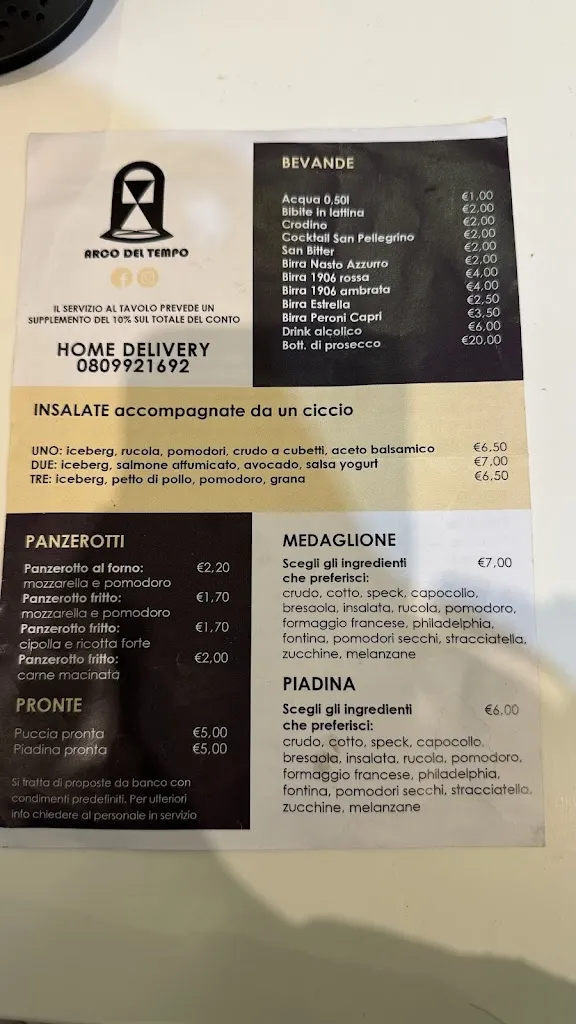 ARCO DEL TEMPO
IL SERVIZIO AL TAVOLO PREVEDE UN
SUPPLEMENTO DEL 10% SUL TOTALE DEL CONTO
HOME DELIVERY
0809921692
BEVANDE
Acqua 0,50l €1,00
Bibite in lattina €2,00
Crodino €2,00
Cocktail San Pellegrino €2,00
San Bitter €2,00
Birra Nasto Azzurro €2,00
Birra 1906 rossa €4,00
Birra 1906 ambrata €4,00
Birra Estrella €2,50
Birra Peroni Capri €3,50
Drink alcolico €6,00
Bott. di prosecco €20,00
INSALATE accompagnate da un ciccio
UNO: iceberg, rucola, pomodori, crudo a cubetti, aceto balsamico €6,50
DUE: iceberg, salmone affumicato, avocado, salsa yogurt €7,00
TRE: iceberg, petto di pollo, pomodoro, grana €6,50
PANZEROTTI
Panzerotto al forno: €2,20
mozzarella e pomodoro
Panzerotto fritto: €1,70
mozzarella e pomodoro
Panzerotto fritto: €1,70
cipolla e ricotta forte
Panzerotto fritto: €2,00
carne macinata
PRONTE
Puccia pronta €5,00
Piadina pronta €5,00
Si tratta di proposte da banco con
condimenti predefiniti. Per ulteriori
info chiedere al personale in servizio
MEDAGLIONE
Scegli gli ingredienti €7,00
che preferisci:
crudo, cotto, speck, capocollo,
bresaola, insalata, rucola, pomodoro,
formaggio francese, philadelphia,
fontina, pomodori secchi, stracciatella,
zucchine, melanzane
PIADINA
Scegli gli ingredienti €6,00
che preferisci:
crudo, cotto, speck, capocollo,
bresaola, insalata, rucola, pomodoro,
formaggio francese, philadelphia,
fontina, pomodori secchi, stracciatella,
zucchine, melanzane